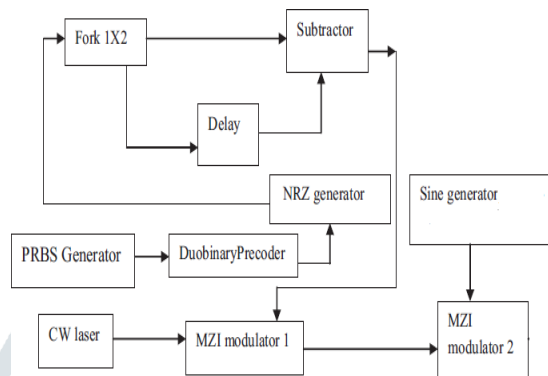 Fork 1X2
Subtractor
Delay
NRZ generator
Sine generator
PRBS Generator
DuobinaryPrecoder
CW laser
MZI modulator 1
MZI
modulator 2